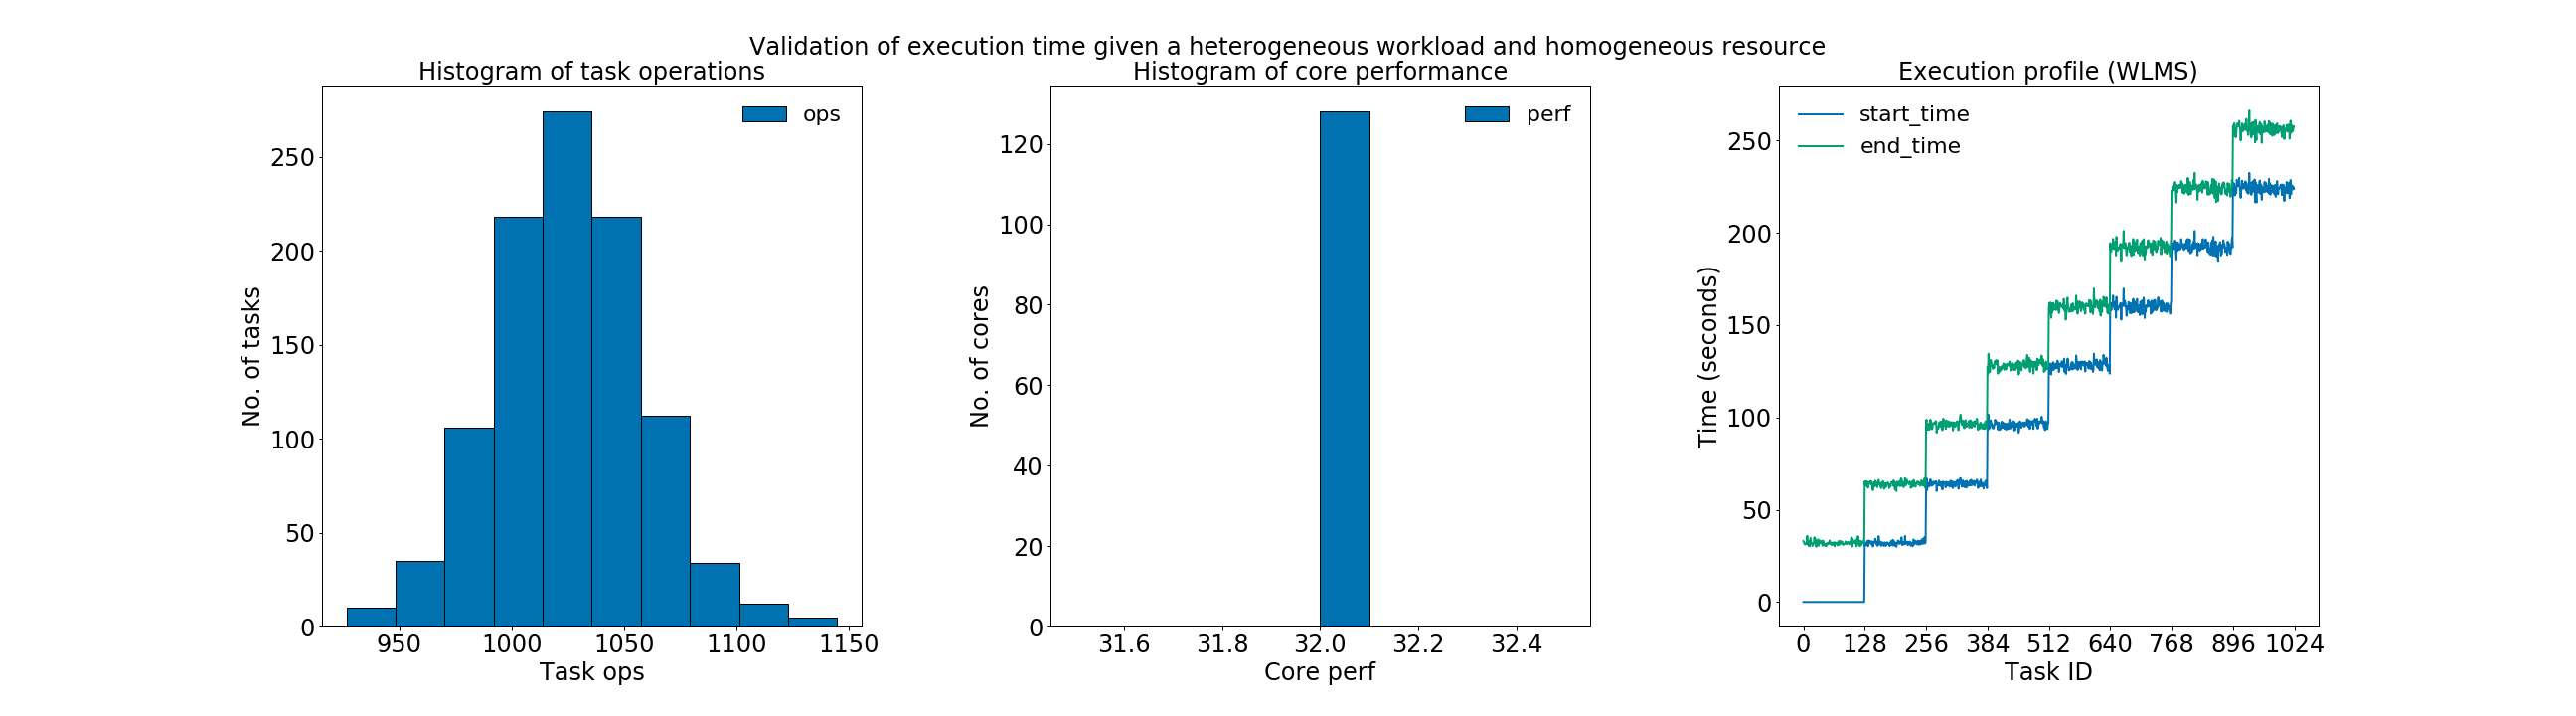 Validation of execution time given a heterogeneous workload and homogeneous resource
Histogram of task operations
ops
250
200
150
100
50
0
No. of tasks
950 1000 1050 1100 1150
Task ops
Histogram of core performance
perf
120
100
80
60
40
20
0
No. of cores
31.6 31.8 32.0 32.2 32.4
Core perf
Execution profile (WLMS)
start_time
end_time
250
200
150
100
50
0
Time (seconds)
0 128 256 384 512 640 768 896 1024
Task ID